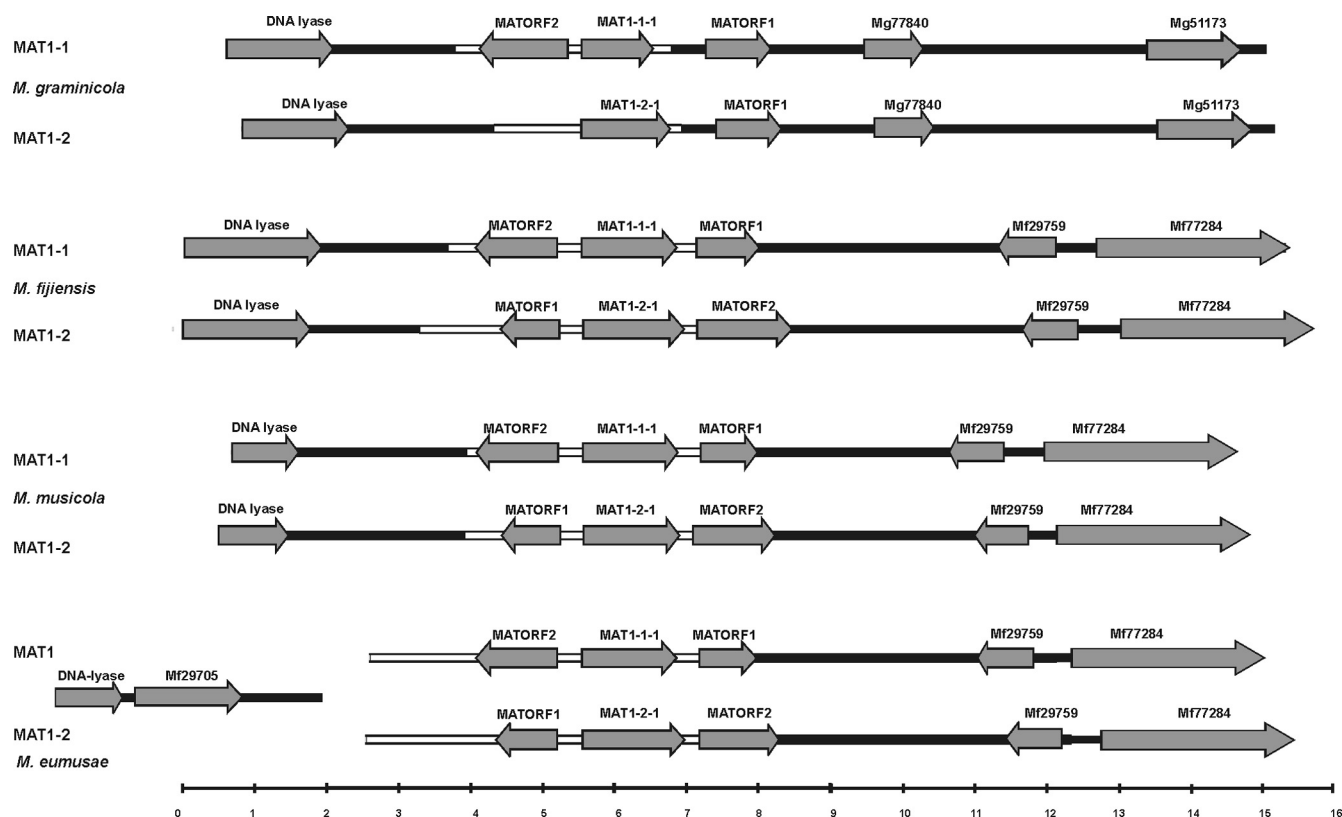 DNA lyase MATORF2 MAT1-1-1 MATORF1 Mg77840 Mg51173
MAT1-1
M. graminicola
DNA lyase MAT1-2-1 MATORF1 Mg77840 Mg51173
MAT1-2
DNA lyase MATORF2 MAT1-1-1 MATORF1 Mf29759 Mf77284
MAT1-1
M. fijiensis
DNA lyase MATORF1 MAT1-2-1 MATORF2 Mf29759 Mf77284
MAT1-2
DNA lyase MATORF2 MAT1-1-1 MATORF1 Mf29759 Mf77284
MAT1-1
M. musicola
DNA lyase MATORF1 MAT1-2-1 MATORF2 Mf29759 Mf77284
MAT1-2
MATORF2 MAT1-1-1 MATORF1 Mf29759 Mf77284
MAT1
DNA-lyase Mf29705
MATORF1 MAT1-2-1 MATORF2 Mf29759 Mf77284
MAT1-2
M. eumusae
0 1 2 3 4 5 6 7 8 9 10 11 12 13 14 15 16